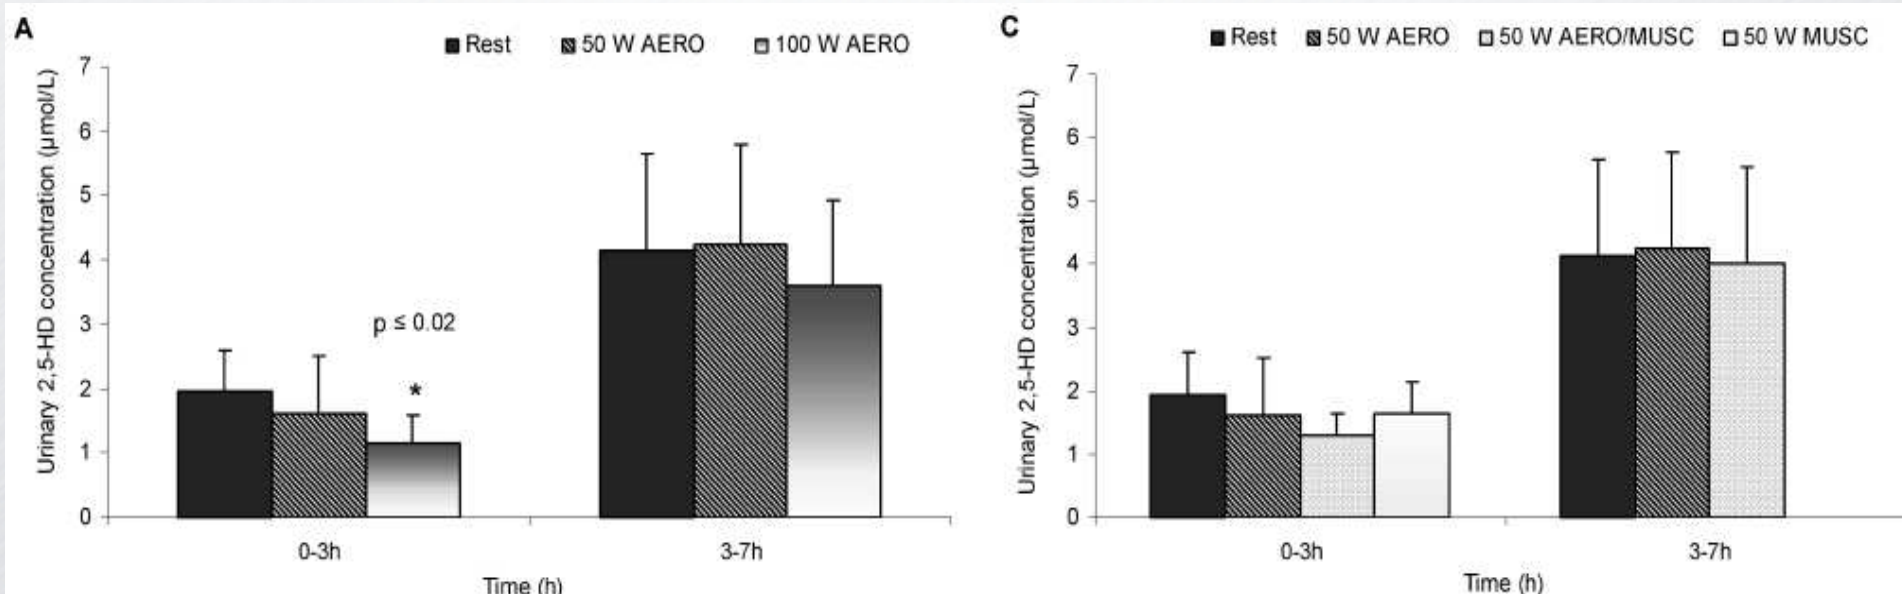 A
Rest 50 W AERO 100 W AERO
Urinary 2,5-HD concentration (µmol/L)
7
6
5
4
3
2
1
0
p ≤ 0.02
*
0-3h 3-7h
Time (h)
C
Rest 50 W AERO 50 W AERO/MUSC 50 W MUSC
Urinary 2,5-HD concentration (µmol/L)
7
6
5
4
3
2
1
0
0-3h 3-7h
Time (h)